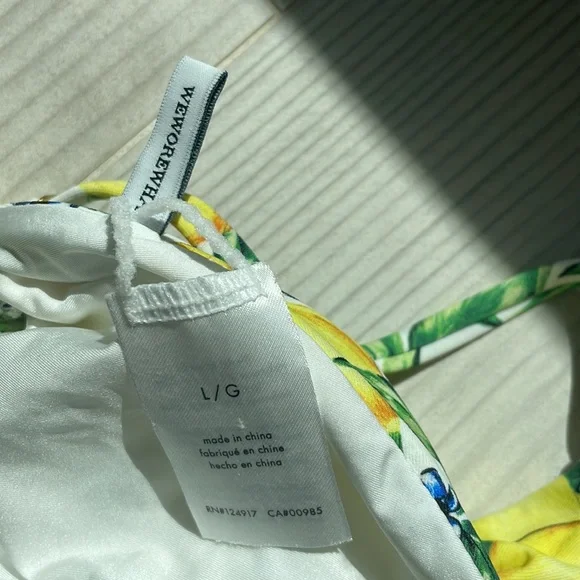 WEWOREWHA
L/G
made in china
fabriqué en chine
hecho en china
RN#124917 CA#00985